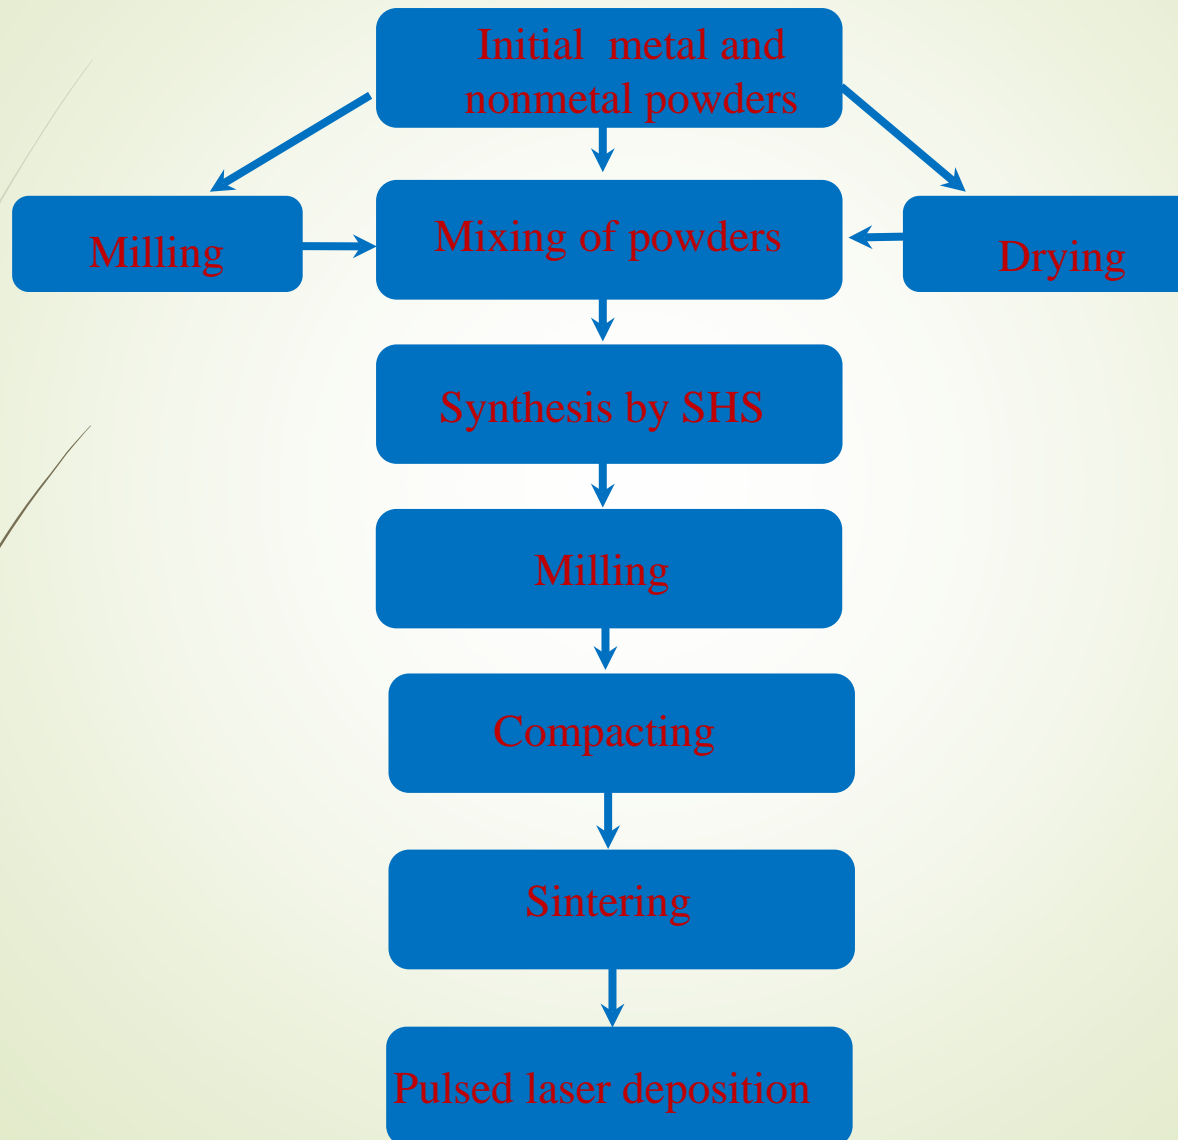 Initial metal and
nonmetal powders
Milling
Mixing of powders
Drying
Synthesis by SHS
Milling
Compacting
Sintering
Pulsed laser deposition